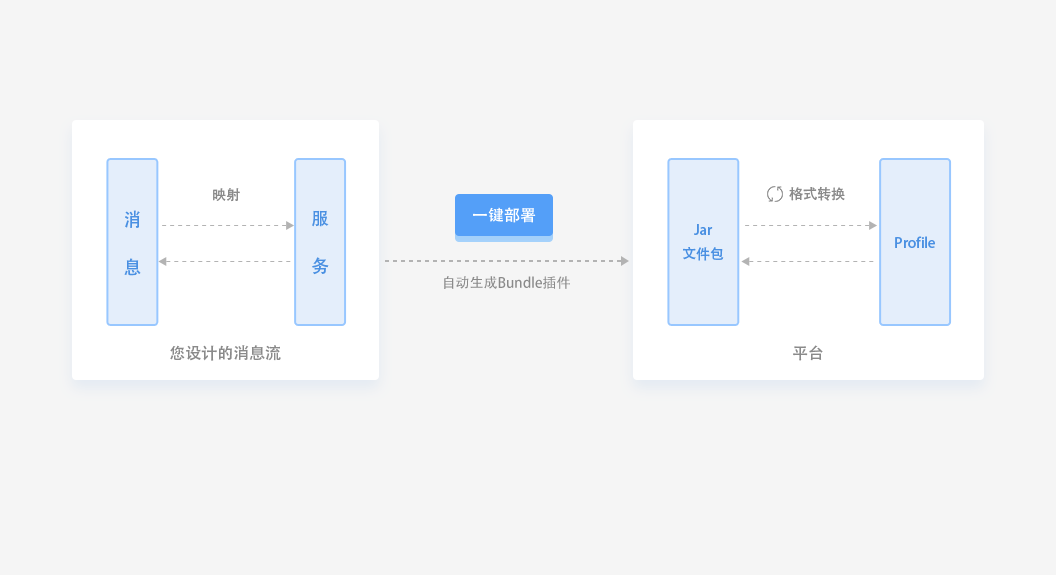 映射
消
息
服
务
您设计的消息流
一键部署
自动生成Bundle插件
格式转换
Jar
文件包
Profile
平台